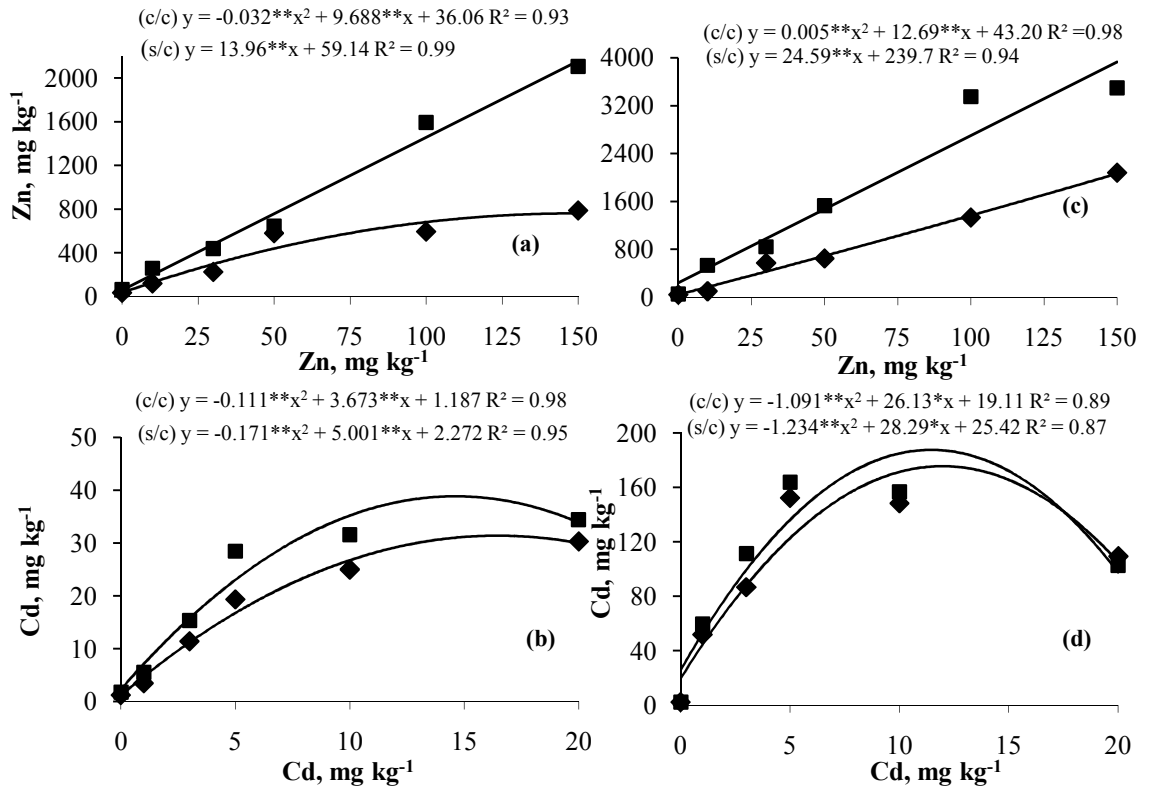 (c/c) y = -0.032**x² + 9.688**x + 36.06 R² = 0.93
(s/c) y = 13.96**x + 59.14 R² = 0.99
2000
1600
1200
800
400
0
Zn, mg kg⁻¹
(a)
0 25 50 75 100 125 150
Zn, mg kg⁻¹
(c/c) y = 0.005**x² + 12.69**x + 43.20 R² =0.98
(s/c) y = 24.59**x + 239.7 R² = 0.94
4000
3200
2400
1600
800
0
Zn, mg kg⁻¹
(c)
0 25 50 75 100 125 150
Zn, mg kg⁻¹
(c/c) y = -0.111**x² + 3.673**x + 1.187 R² = 0.98
(s/c) y = -0.171**x² + 5.001**x + 2.272 R² = 0.95
50
40
30
20
10
0
Cd, mg kg⁻¹
(b)
0 5 10 15 20
Cd, mg kg⁻¹
(c/c) y = -1.091**x² + 26.13*x + 19.11 R² = 0.89
(s/c) y = -1.234**x² + 28.29*x + 25.42 R² = 0.87
200
160
120
80
40
0
Cd, mg kg⁻¹
(d)
0 5 10 15 20
Cd, mg kg⁻¹